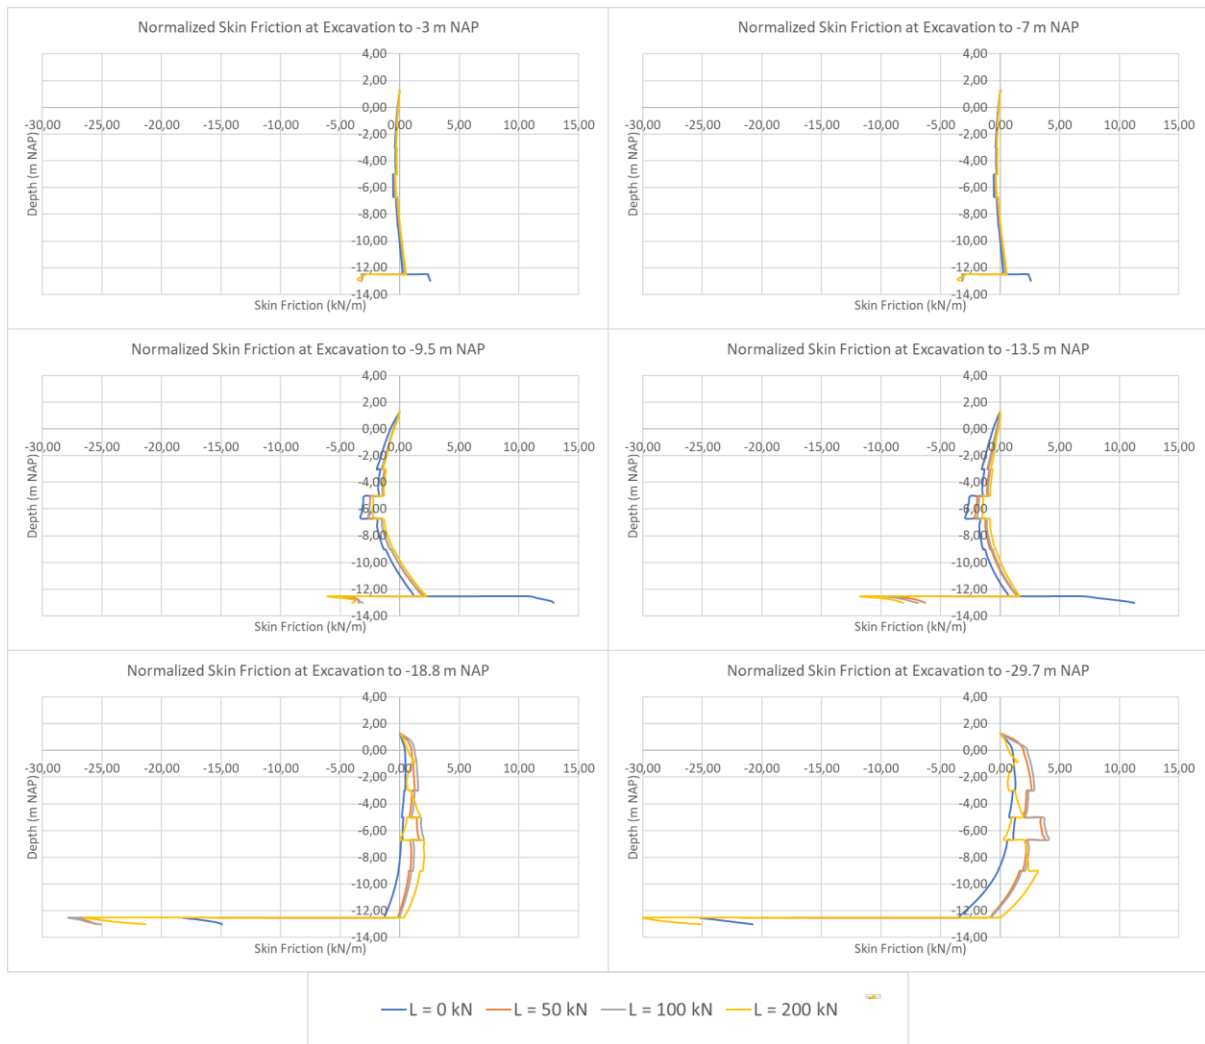 Normalized Skin Friction at Excavation to -3 m NAP
4,00
2,00
0,00
-30,00 -25,00 -20,00 -15,00 -10,00 -5,00 0,00 5,00 10,00 15,00
-2,00
-4,00
-6,00
-8,00
-10,00
-12,00
-14,00
Depth (m NAP)
Skin Friction (kN/m)
Normalized Skin Friction at Excavation to -7 m NAP
4,00
2,00
0,00
-30,00 -25,00 -20,00 -15,00 -10,00 -5,00 0,00 5,00 10,00 15,00
-2,00
-4,00
-6,00
-8,00
-10,00
-12,00
-14,00
Depth (m NAP)
Skin Friction (kN/m)
Normalized Skin Friction at Excavation to -9.5 m NAP
4,00
2,00
0,00
-30,00 -25,00 -20,00 -15,00 -10,00 -5,00 0,00 5,00 10,00 15,00
-2,00
-4,00
-6,00
-8,00
-10,00
-12,00
-14,00
Depth (m NAP)
Skin Friction (kN/m)
Normalized Skin Friction at Excavation to -13.5 m NAP
4,00
2,00
0,00
-30,00 -25,00 -20,00 -15,00 -10,00 -5,00 0,00 5,00 10,00 15,00
-2,00
-4,00
-6,00
-8,00
-10,00
-12,00
-14,00
Depth (m NAP)
Skin Friction (kN/m)
Normalized Skin Friction at Excavation to -18.8 m NAP
4,00
2,00
0,00
-30,00 -25,00 -20,00 -15,00 -10,00 -5,00 0,00 5,00 10,00 15,00
-2,00
-4,00
-6,00
-8,00
-10,00
-12,00
-14,00
Depth (m NAP)
Skin Friction (kN/m)
Normalized Skin Friction at Excavation to -29.7 m NAP
4,00
2,00
0,00
-30,00 -25,00 -20,00 -15,00 -10,00 -5,00 0,00 5,00 10,00 15,00
-2,00
-4,00
-6,00
-8,00
-10,00
-12,00
-14,00
Depth (m NAP)
Skin Friction (kN/m)
L = 0 kN L = 50 kN L = 100 kN L = 200 kN